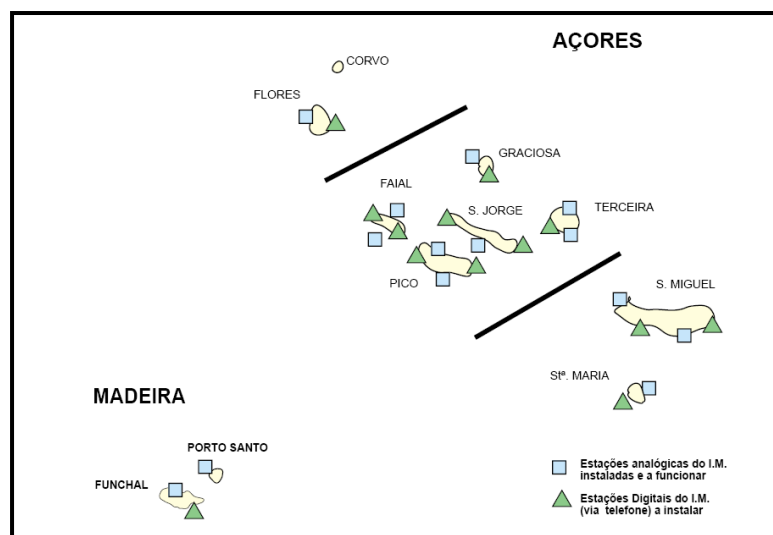 AÇORES
CORVO
FLORES
GRACIOSA
FAIAL
S. JORGE
TERCEIRA
PICO
S. MIGUEL
Stª. MARIA
MADEIRA
PORTO SANTO
FUNCHAL
Estações analógicas do I.M.
instaladas e a funcionar
Estações Digitais do I.M.
(via telefone) a instalar